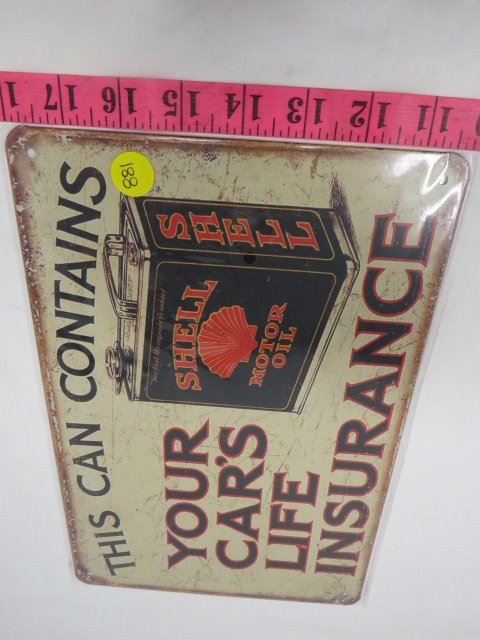 1 17 16 15 14 13 12 11
188
THIS CAN CONTAINS
SHELL
SHELL
MOTOR
OIL
YOUR
CAR'S
LIFE
INSURANCE